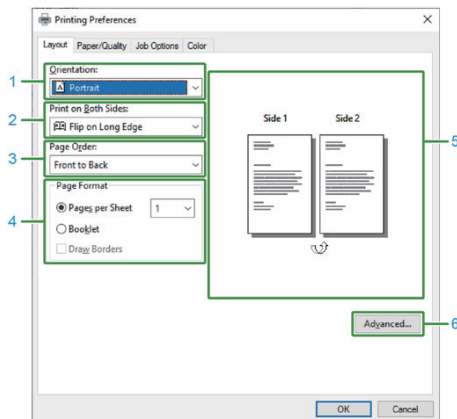 Printing Preferences
Layout Paper/Quality Job Options Color
1
Orientation:
Portrait
2
Print on Both Sides:
Flip on Long Edge
3
Page Order:
Front to Back
4
Page Format
Pages per Sheet 1
Booklet
Draw Borders
Side 1 Side 2
5
Advanced...
6
OK Cancel